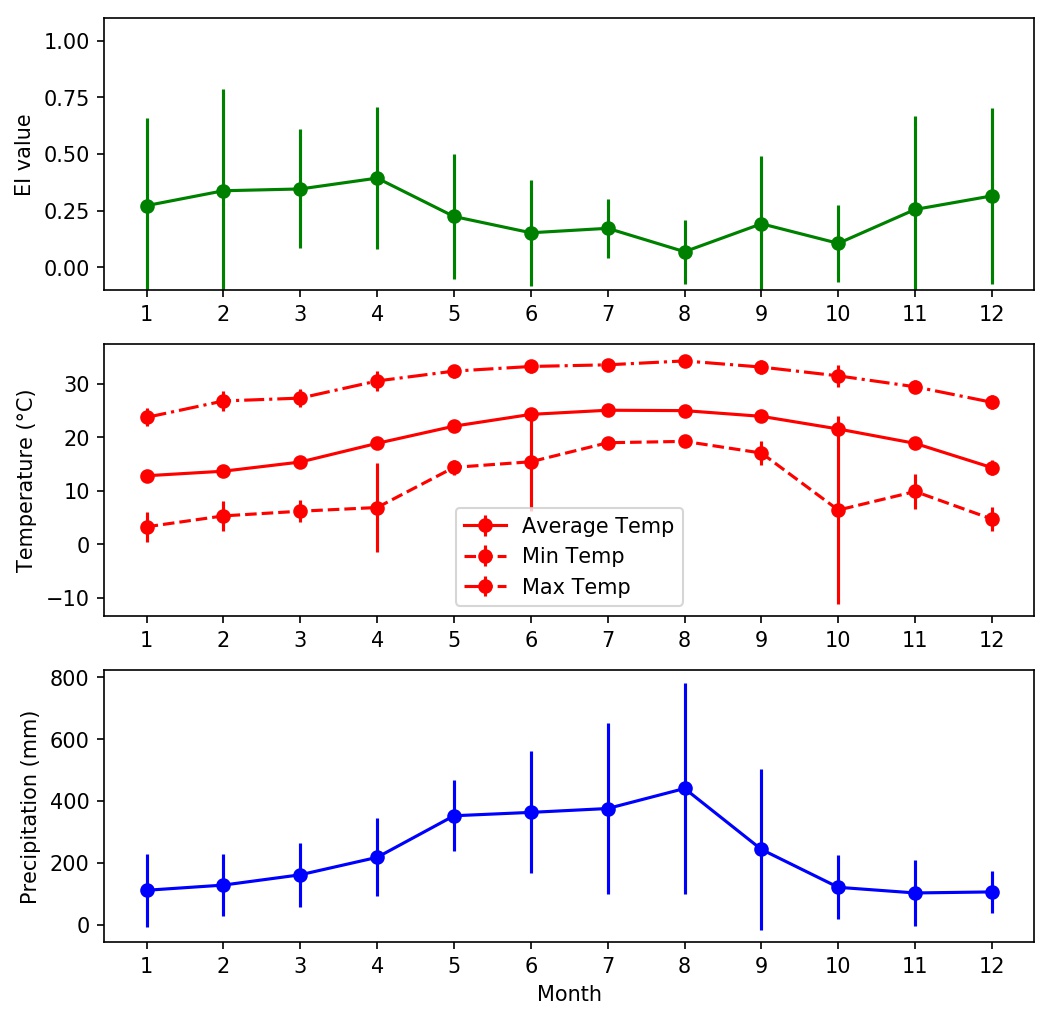 1.00
0.75
0.50
0.25
0.00
EI value
1 2 3 4 5 6 7 8 9 10 11 12
30
20
10
0
−10
Temperature (°C)
Average Temp
Min Temp
Max Temp
1 2 3 4 5 6 7 8 9 10 11 12
800
600
400
200
0
Precipitation (mm)
1 2 3 4 5 6 7 8 9 10 11 12
Month